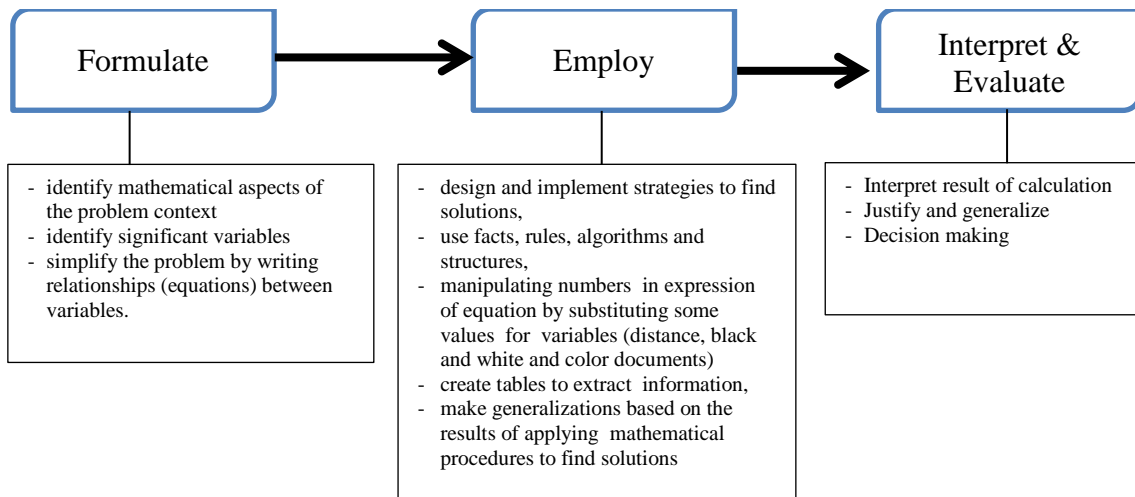 Formulate
Employ
Interpret &
Evaluate
- identify mathematical aspects of
the problem context
- identify significant variables
- simplify the problem by writing
relationships (equations) between
variables.
- design and implement strategies to find
solutions,
- use facts, rules, algorithms and
structures,
- manipulating numbers in expression
of equation by substituting some
values for variables (distance, black
and white and color documents)
- create tables to extract information,
- make generalizations based on the
results of applying mathematical
procedures to find solutions
- Interpret result of calculation
- Justify and generalize
- Decision making